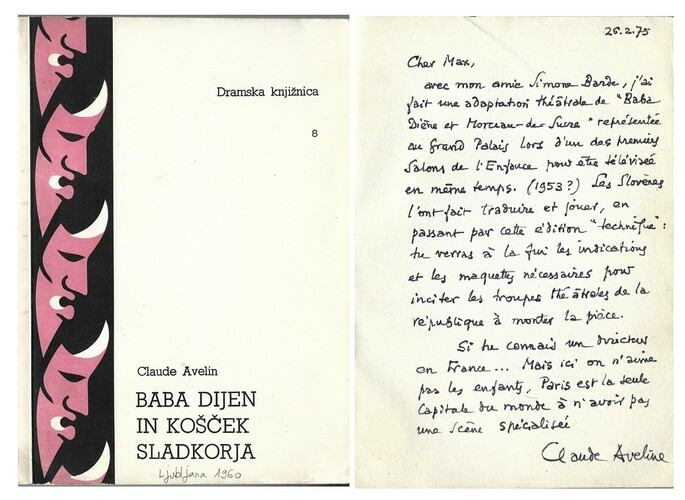 Dramska knjižnica
8
Claude Avelin
BABA DIJEN
IN KOŠČEK
SLADKORJA
Ljubljana 1960
26.2.75
Cher Max,
avec mon amie Simone Barde, j'ai
fait une adaptation théâtrale de "Baba
Diène et Morceau-de-Sucre" représentée
au Grand Palais lors d'un des premiers
Salons de l'Enfance pour être télévisée
en même temps. (1953?) Les Slovènes
l'ont fait traduire et jouer, en
passant par cette édition "technique":
tu verras à la fin les indications
et les maquettes nécessaires pour
inciter les troupes théâtrales de la
république à monter la pièce.
Si tu connais un directeur
en France... Mais ici on n'aime
pas les enfants, Paris est la seule
Capitale du monde à n'avoir pas
une scène spécialisée
Claude Aveline